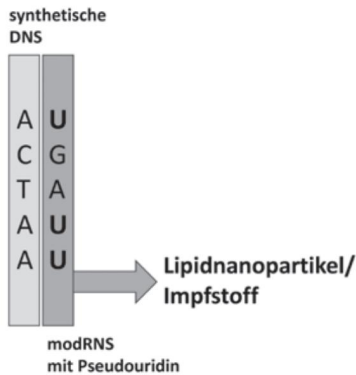 synthetische
DNS
A U
C G
T A
A U
A U
Lipidnanopartikel/
Impfstoff
modRNS
mit Pseudouridin